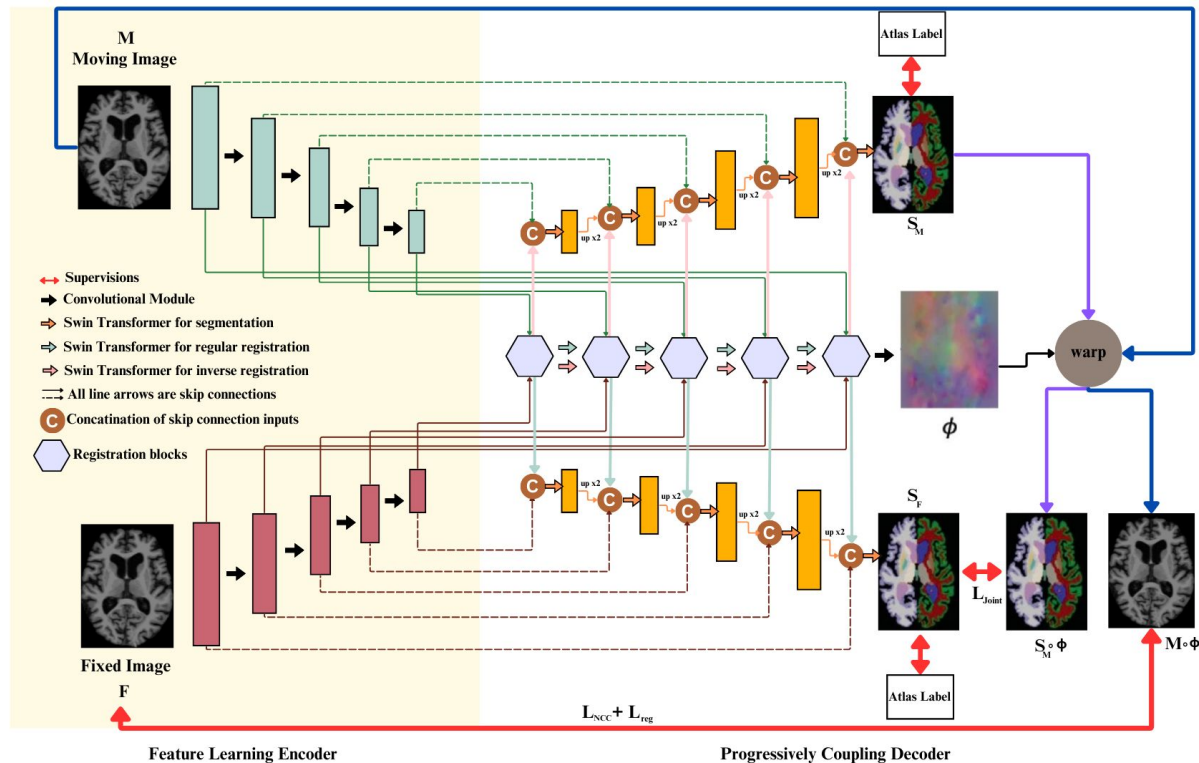 M
Moving Image
Atlas Label
C
C
C
C
C
up x2
up x2
up x2
up x2
S_M
Supervisions
Convolutional Module
Swin Transformer for segmentation
Swin Transformer for regular registration
Swin Transformer for inverse registration
All line arrows are skip connections
C Concatination of skip connection inputs
Registration blocks
warp
ϕ
C
C
C
C
C
up x2
up x2
up x2
up x2
S_F
L_Joint
S_M∘ϕ
M∘ϕ
Atlas Label
Fixed Image
F
L_NCC + L_reg
Feature Learning Encoder
Progressively Coupling Decoder